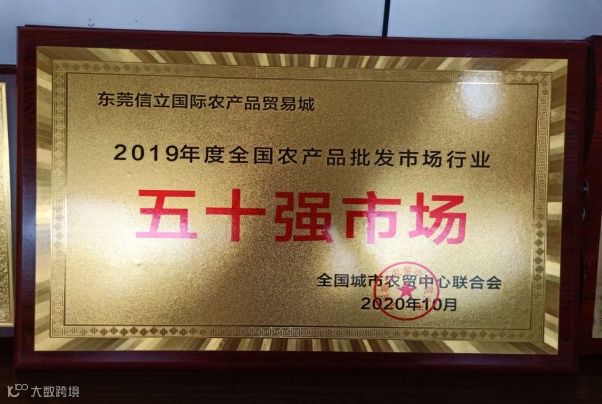 东莞信立国际农产品贸易城
2019年度全国农产品批发市场行业
五十强市场
全国城市农贸中心联合会
2020年10月
大数跨境